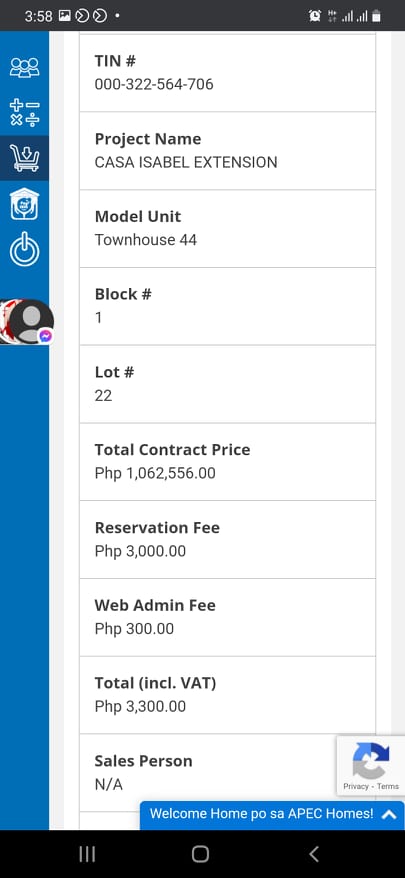 3:58
H+
TIN #
000-322-564-706
Project Name
CASA ISABEL EXTENSION
Model Unit
Townhouse 44
Block #
1
Lot #
22
Total Contract Price
Php 1,062,556.00
Reservation Fee
Php 3,000.00
Web Admin Fee
Php 300.00
Total (incl. VAT)
Php 3,300.00
Sales Person
N/A
Privacy - Terms
Welcome Home po sa APEC Homes!